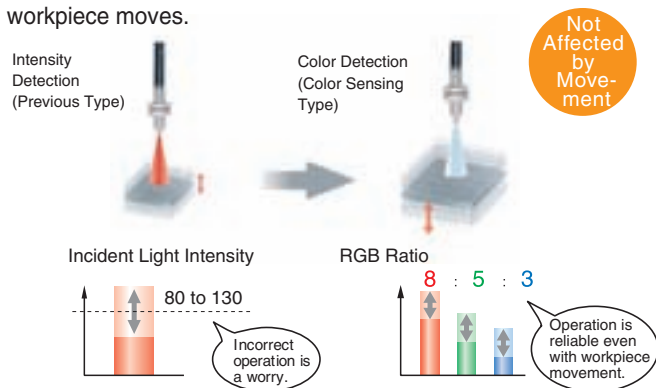 workpiece moves.
Intensity
Detection
(Previous Type)
Color Detection
(Color Sensing
Type)
Not
Affected
by
Move-
ment
Incident Light Intensity
80 to 130
Incorrect
operation is
a worry.
RGB Ratio
8 : 5 : 3
Operation is
reliable even
with workpiece
movement.